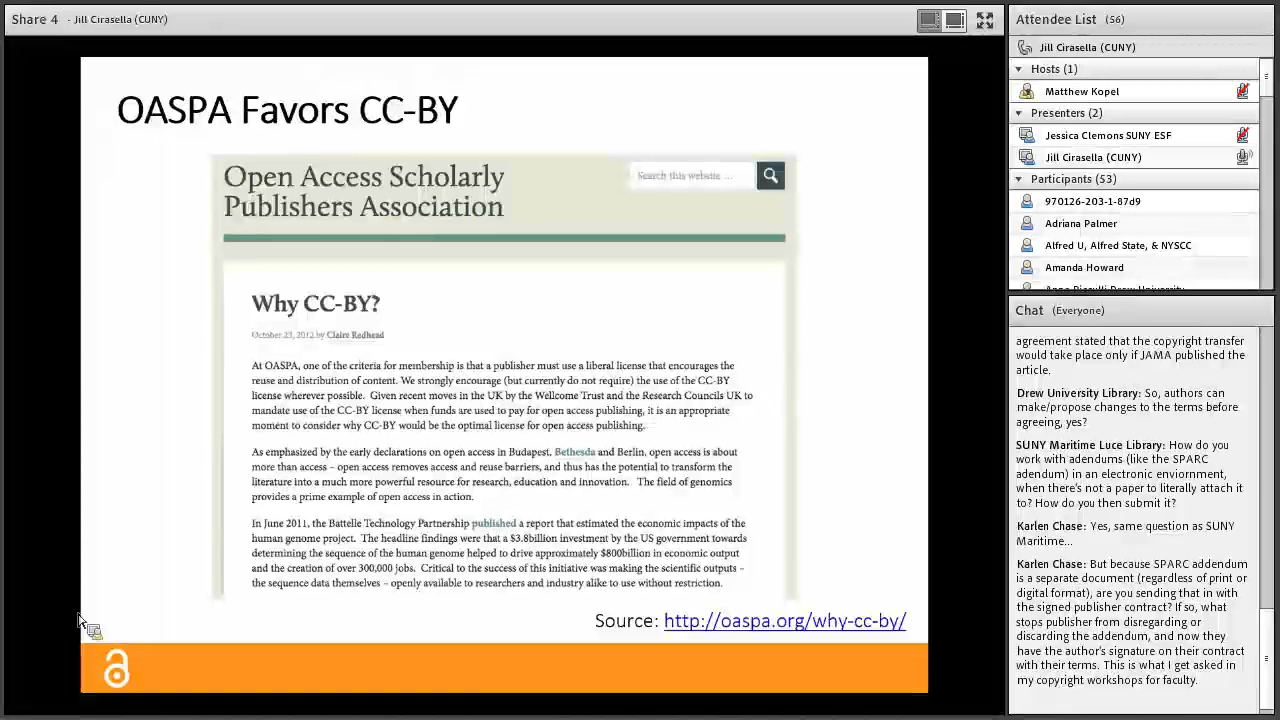 Share 4 - Jill Cirasella (CUNY)
OASPA Favors CC-BY
Open Access Scholarly
Publishers Association
Search this website ...
Why CC-BY?
October 23, 2012 by Claire Redhead
At OASPA, one of the criteria for membership is that a publisher must use a liberal license that encourages the
reuse and distribution of content. We strongly encourage (but currently do not require) the use of the CC-BY
license wherever possible. Given recent moves in the UK by the Wellcome Trust and the Research Councils UK to
mandate use of the CC-BY license when funds are used to pay for open access publishing, it is an appropriate
moment to consider why CC-BY would be the optimal license for open access publishing.
As emphasized by the early declarations on open access in Budapest, Bethesda and Berlin, open access is about
more than access – open access removes access and reuse barriers, and thus has the potential to transform the
literature into a much more powerful resource for research, education and innovation. The field of genomics
provides a prime example of open access in action.
In June 2011, the Battelle Technology Partnership published a report that estimated the economic impacts of the
human genome project. The headline findings were that a $3.8billion investment by the US government towards
determining the sequence of the human genome helped to drive approximately $800billion in economic output
and the creation of over 300,000 jobs. Critical to the success of this initiative was making the scientific outputs –
the sequence data themselves – openly available to researchers and industry alike to use without restriction.
Source: http://oaspa.org/why-cc-by/
Attendee List (56)
Jill Cirasella (CUNY)
Hosts (1)
Matthew Kopel
Presenters (2)
Jessica Clemons SUNY ESF
Jill Cirasella (CUNY)
Participants (53)
970126-203-1-87d9
Adriana Palmer
Alfred U, Alfred State, & NYSCC
Amanda Howard
Chat (Everyone)
agreement stated that the copyright transfer
would take place only if JAMA published the
article.
Drew University Library: So, authors can
make/propose changes to the terms before
agreeing, yes?
SUNY Maritime Luce Library: How do you
work with adendums (like the SPARC
adendum) in an electronic enviornment,
when there's not a paper to literally attach it
to? How do you then submit it?
Karlen Chase: Yes, same question as SUNY
Maritime...
Karlen Chase: But because SPARC addendum
is a separate document (regardless of print or
digital format), are you sending that in with
the signed publisher contract? If so, what
stops publisher from disregarding or
discarding the addendum, and now they
have the author's signature on their contract
with their terms. This is what I get asked in
my copyright workshops for faculty.